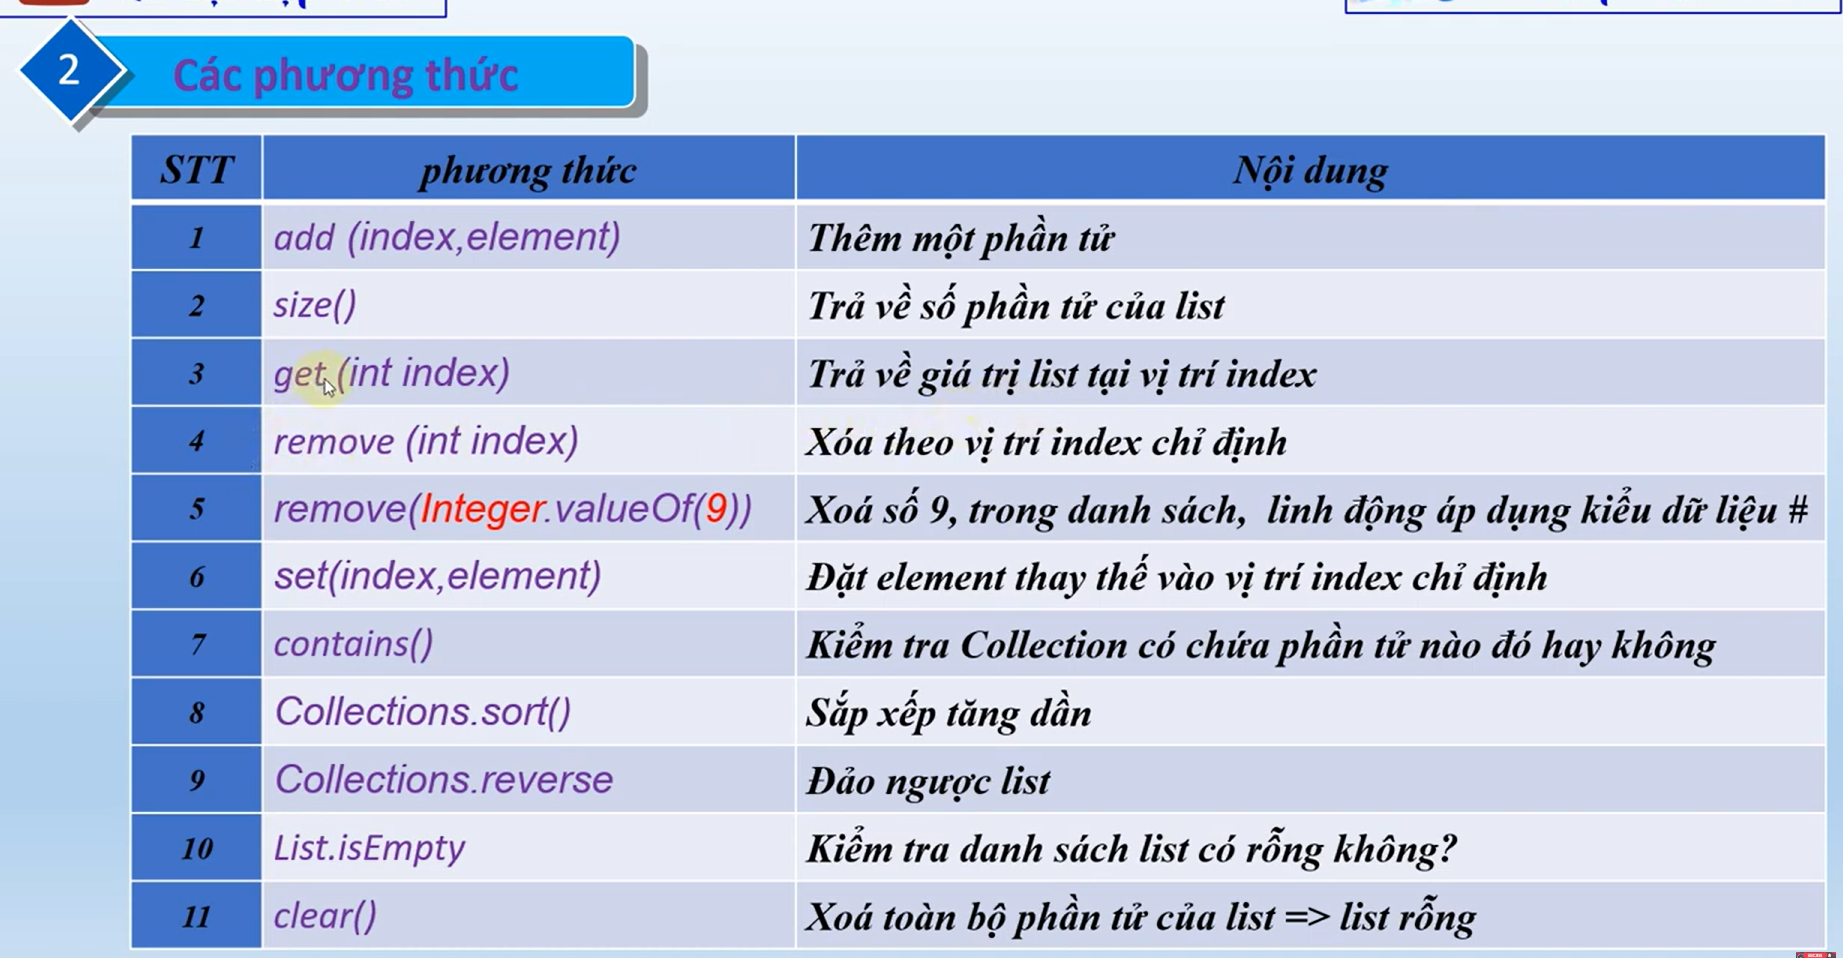 2
Các phương thức
STT phương thức Nội dung
1 add (index,element) Thêm một phần tử
2 size() Trả về số phần tử của list
3 get (int index) Trả về giá trị list tại vị trí index
4 remove (int index) Xóa theo vị trí index chỉ định
5 remove(Integer.valueOf(9)) Xoá số 9, trong danh sách, linh động áp dụng kiểu dữ liệu #
6 set(index,element) Đặt element thay thế vào vị trí index chỉ định
7 contains() Kiểm tra Collection có chứa phần tử nào đó hay không
8 Collections.sort() Sắp xếp tăng dần
9 Collections.reverse Đảo ngược list
10 List.isEmpty Kiểm tra danh sách list có rỗng không?
11 clear() Xoá toàn bộ phần tử của list => list rỗng